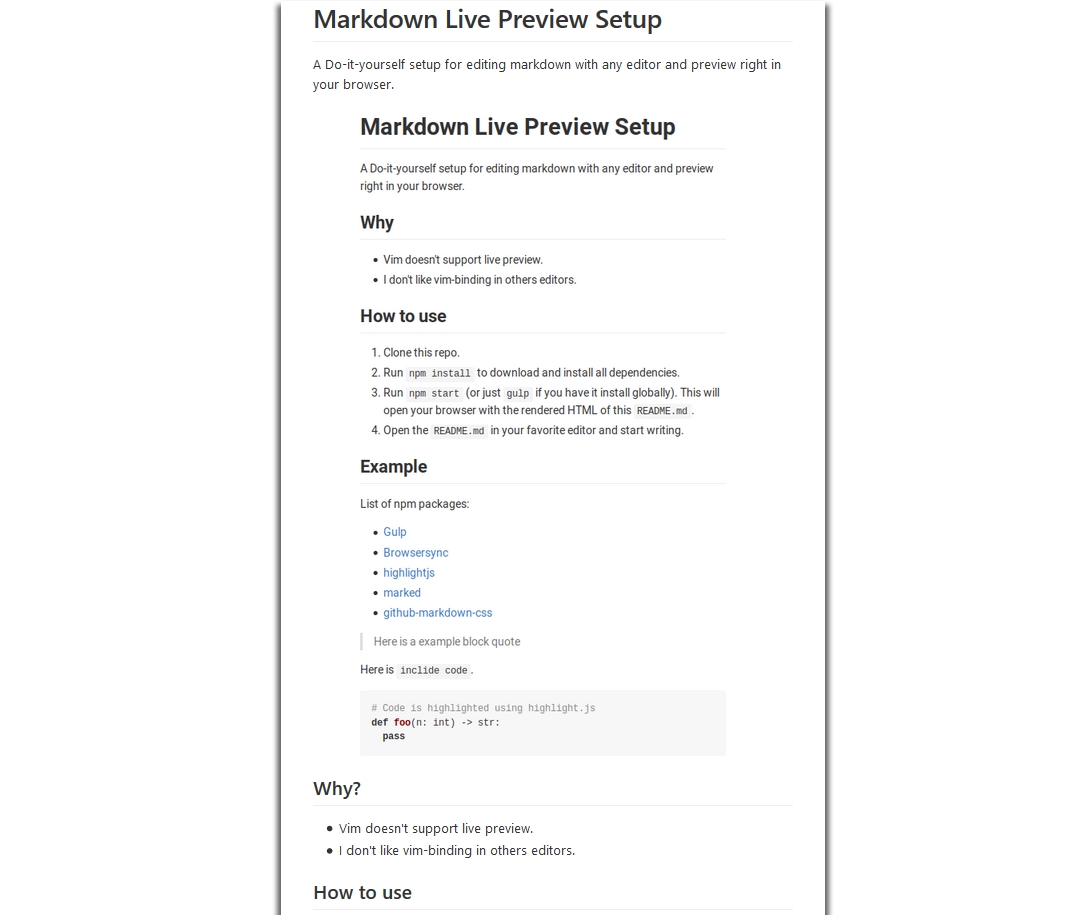 Markdown Live Preview Setup
A Do-it-yourself setup for editing markdown with any editor and preview right in
your browser.
Markdown Live Preview Setup
A Do-it-yourself setup for editing markdown with any editor and preview
right in your browser.
Why
• Vim doesn't support live preview.
• I don't like vim-binding in others editors.
How to use
1. Clone this repo.
2. Run npm install to download and install all dependencies.
3. Run npm start (or just gulp if you have it install globally). This will
open your browser with the rendered HTML of this README.md.
4. Open the README.md in your favorite editor and start writing.
Example
List of npm packages:
• Gulp
• Browsersync
• highlightjs
• marked
• github-markdown-css
Here is a example block quote
Here is inclide code.
# Code is highlighted using highlight.js
def foo(n: int) -> str:
pass
Why?
• Vim doesn't support live preview.
• I don't like vim-binding in others editors.
How to use